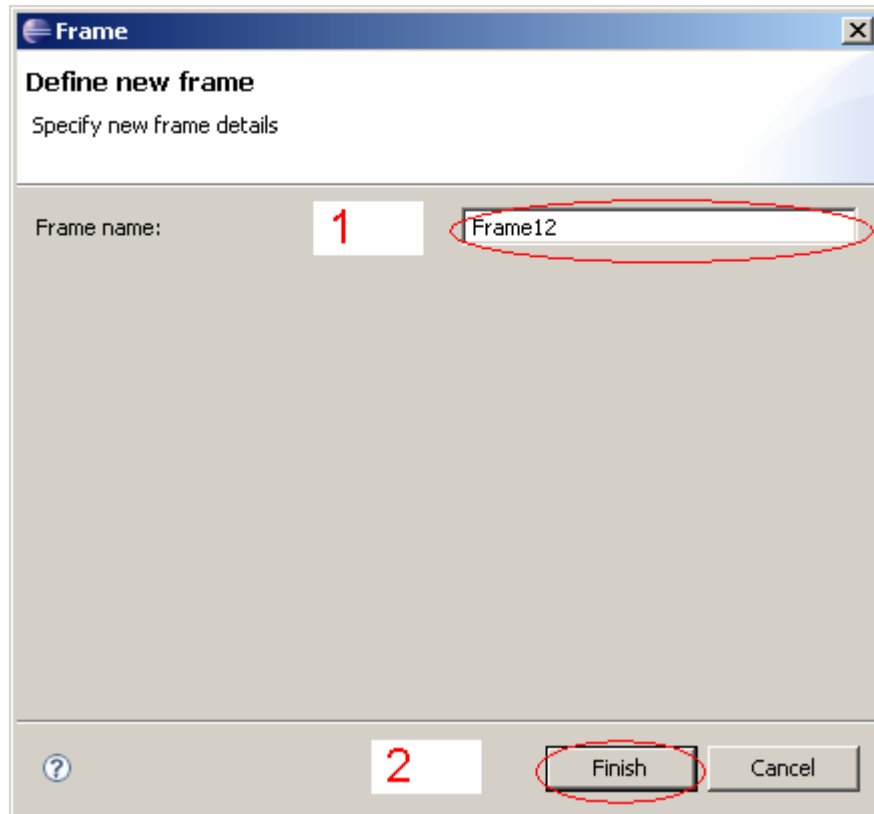 Frame
Define new frame
Specify new frame details
Frame name: 1 Frame12
? 2 Finish Cancel